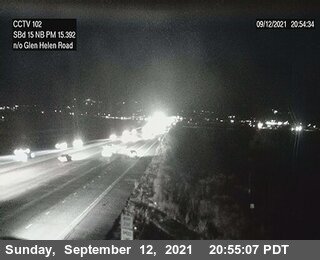 CCTV 102
SBd 15 NB PM 15.392
n/o Glen Helen Road
09/12/2021 20:54:34
Sunday, September 12, 2021 20:55:07 PDT